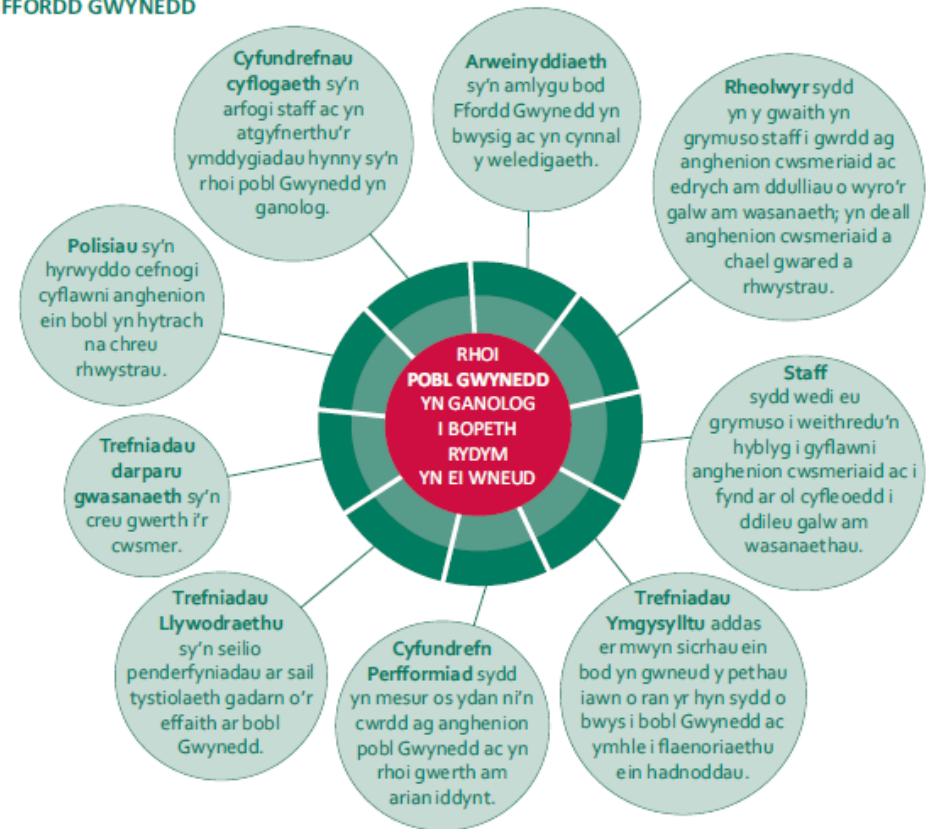 FFORDD GWYNEDD
Cyfundrefnau
cyflogaeth sy'n
arfogi staff ac yn
atgyfnerthu'r
ymddygiadau hynny sy'n
rhoi pobl Gwynedd yn
ganolog.
Arweinyddiaeth
sy'n amlygu bod
Ffordd Gwynedd yn
bwysig ac yn cynnal
y weledigaeth.
Rheolwyr sydd
yn y gwaith yn
grymuso staff i gwrdd ag
anghenion cwsmeriaid ac
edrych am ddulliau o wyro'r
galw am wasanaeth; yn deall
anghenion cwsmeriaid a
chael gwared a
rhwystrau.
Polisiau sy'n
hyrwyddo cefnogi
cyflawni anghenion
ein bobl yn hytrach
na chreu
rhwystrau.
RHOI
POBL GWYNEDD
YN GANOLOG
I BOPETH
RYDYM
YN EI WNEUD
Staff
sydd wedi eu
grymuso i weithredu'n
hyblyg i gyflawni
anghenion cwsmeriaid ac i
fynd ar ol cyfleoedd i
ddileu galw am
wasanaethau.
Trefniadau
darparu
gwasanaeth sy'n
creu gwerth i'r
cwsmer.
Trefniadau
Llywodraethu
sy'n seilio
penderfyniadau ar sail
tystiolaeth gadarn o'r
effaith ar bobl
Gwynedd.
Cyfundrefn
Perfformiad sydd
yn mesur os ydan ni'n
cwrdd ag anghenion
pobl Gwynedd ac yn
rhoi gwerth am
arian iddynt.
Trefniadau
Ymgysylltu addas
er mwyn sicrhau ein
bod yn gwneud y pethau
iawn o ran yr hyn sydd o
bwys i bobl Gwynedd ac
ymhle i flaenoriaethu
ein hadnoddau.